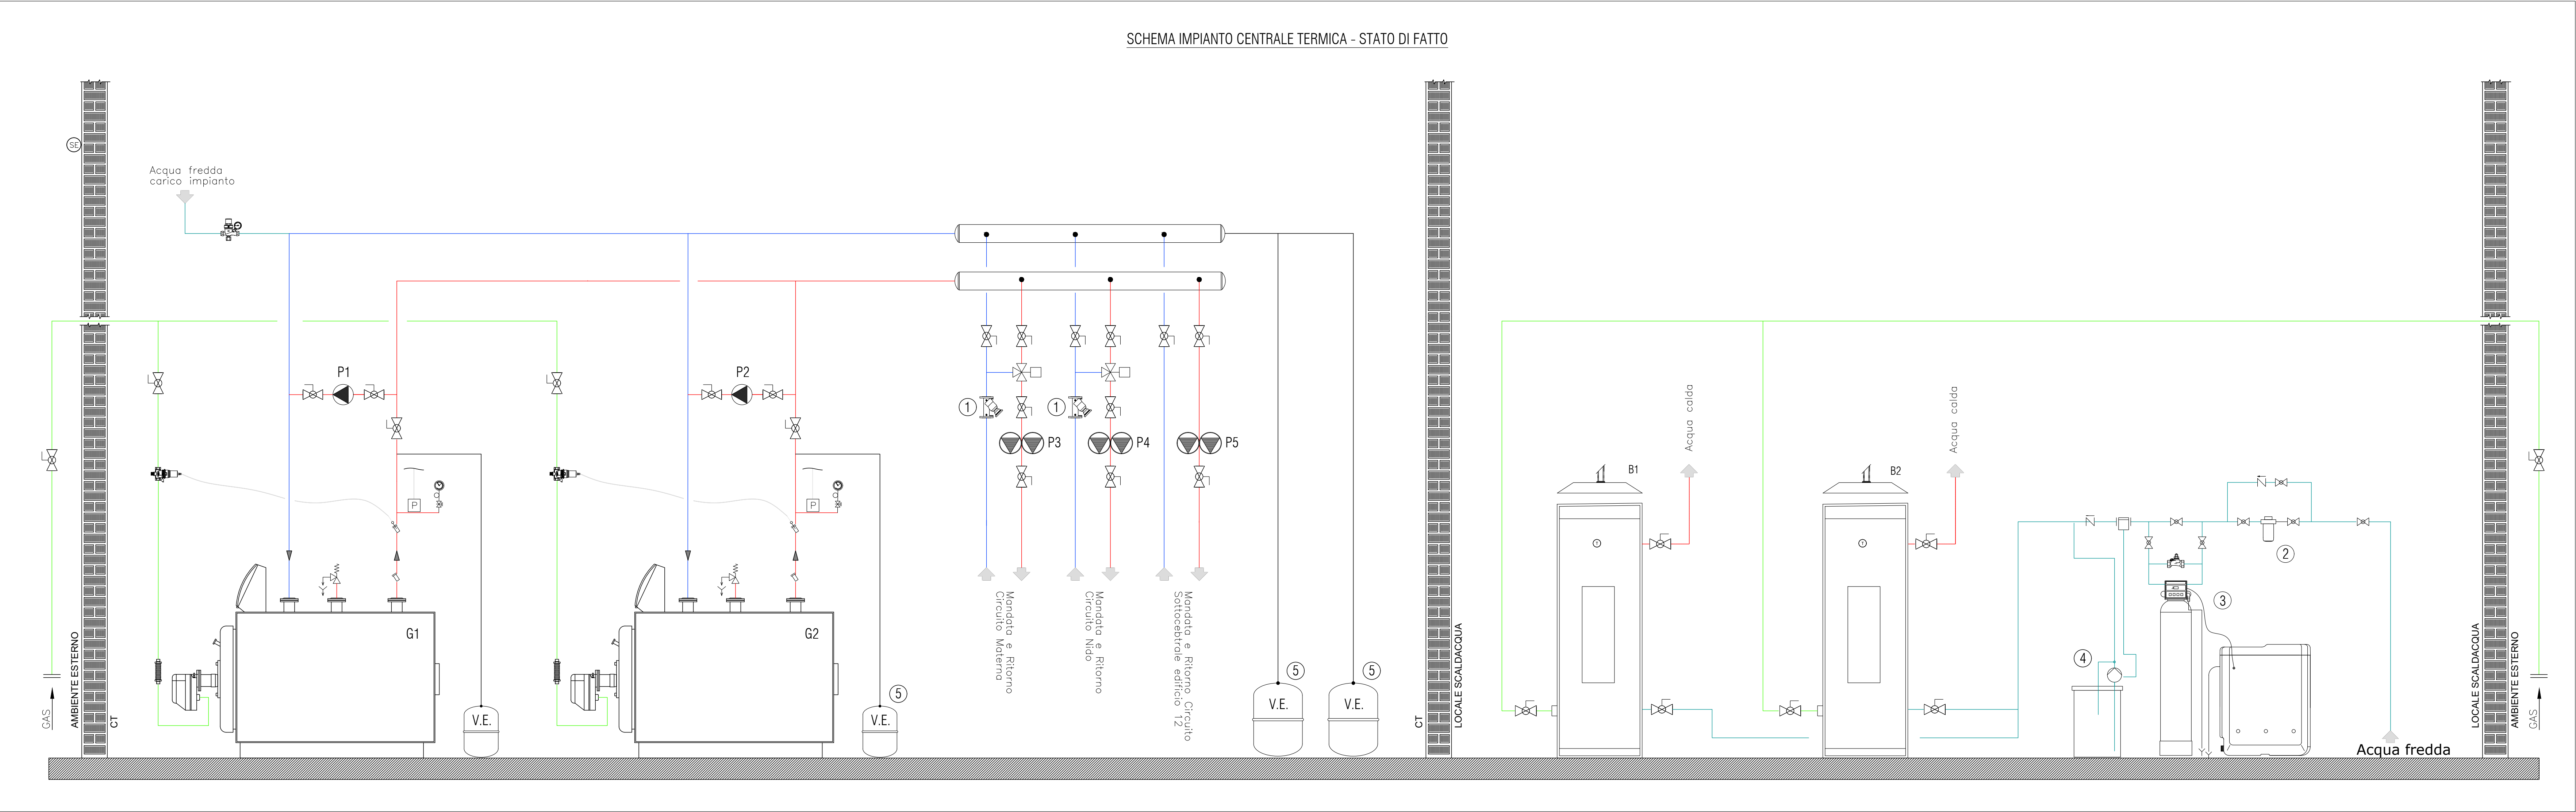 SCHEMA IMPIANTO CENTRALE TERMICA - STATO DI FATTO
SE
Acqua fredda
carico impianto
P1
P2
1
P3
1
P4
P5
P
P
G1
G2
V.E.
5
V.E.
5
V.E.
5
V.E.
GAS
AMBIENTE ESTERNO
CT
Mandata e Ritorno
Circuito Materna
Mandata e Ritorno
Circuito Nido
Mandata e Ritorno Circuito
Sottocebtrale edificio 12
CT
LOCALE SCALDACQUA
B1
Acqua calda
T
B2
Acqua calda
T
2
3
4
Acqua fredda
LOCALE SCALDACQUA
AMBIENTE ESTERNO
GAS